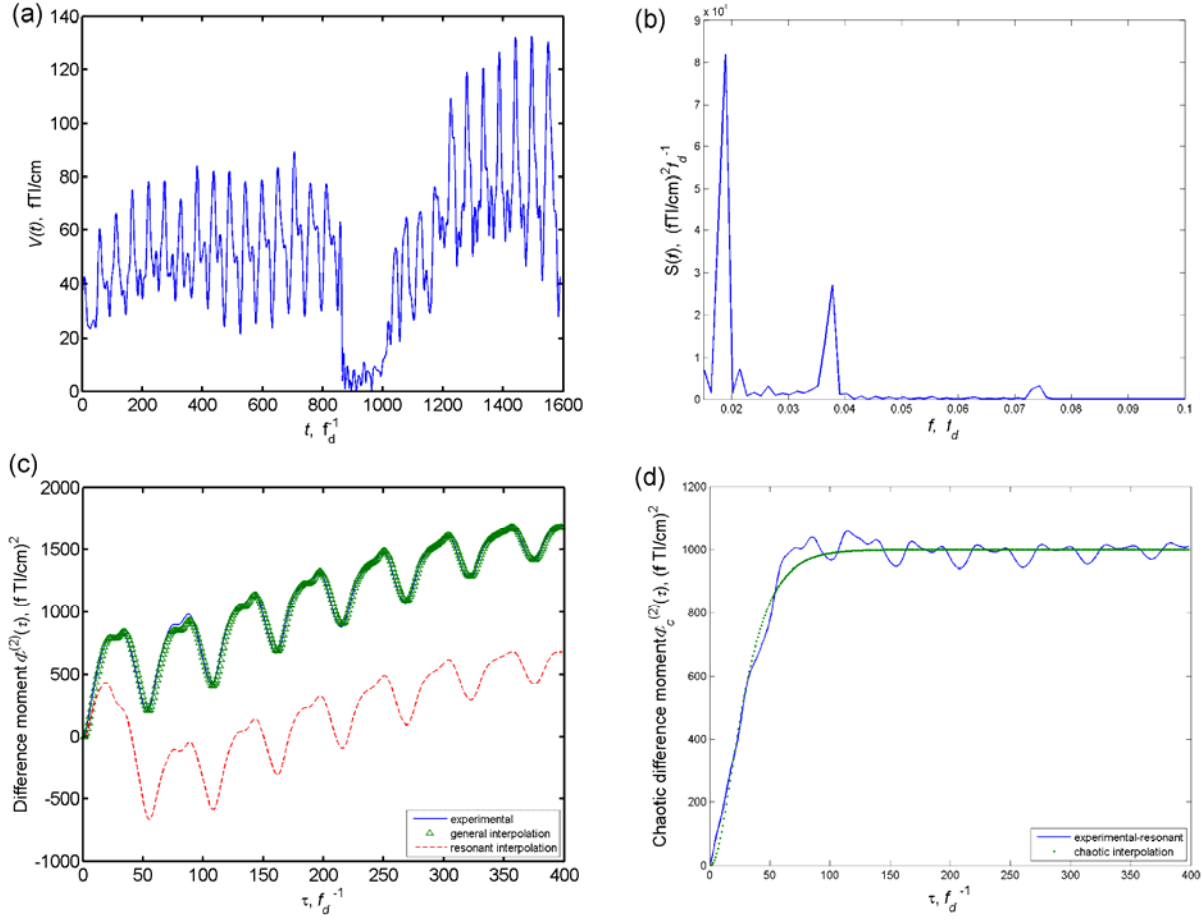 (a)
140
120
100
80
60
40
20
0
V(t), fTl/cm
0 200 400 600 800 1000 1200 1400 1600
t, f_d^-1
(b)
9
8
7
6
5
4
3
2
1
0
S(f), (fTl/cm)^2 f_d^-1
0.02 0.03 0.04 0.05 0.06 0.07 0.08 0.09 0.1
f, f_d
(c)
2000
1500
1000
500
0
-500
-1000
Difference moment d^(2)(τ), (f Tl/cm)^2
0 50 100 150 200 250 300 350 400
τ, f_d^-1
experimental
general interpolation
resonant interpolation
(d)
1200
1000
800
600
400
200
0
Chaotic difference moment d_c^(2)(τ), (f Tl/cm)^2
0 50 100 150 200 250 300 350 400
τ, f_d^-1
experimental-resonant
chaotic interpolation